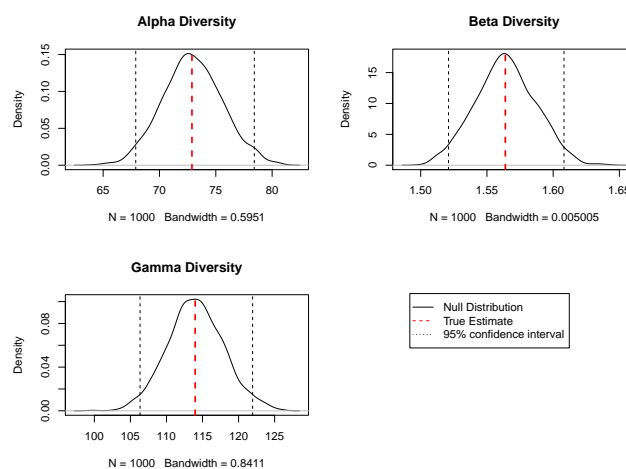 Alpha Diversity
Density
0.00 0.05 0.10 0.15
65 70 75 80
N = 1000 Bandwidth = 0.5951
Beta Diversity
Density
0 5 10 15
1.50 1.55 1.60 1.65
N = 1000 Bandwidth = 0.005005
Gamma Diversity
Density
0.00 0.04 0.08
100 105 110 115 120 125
N = 1000 Bandwidth = 0.8411
Null Distribution
True Estimate
95% confidence interval